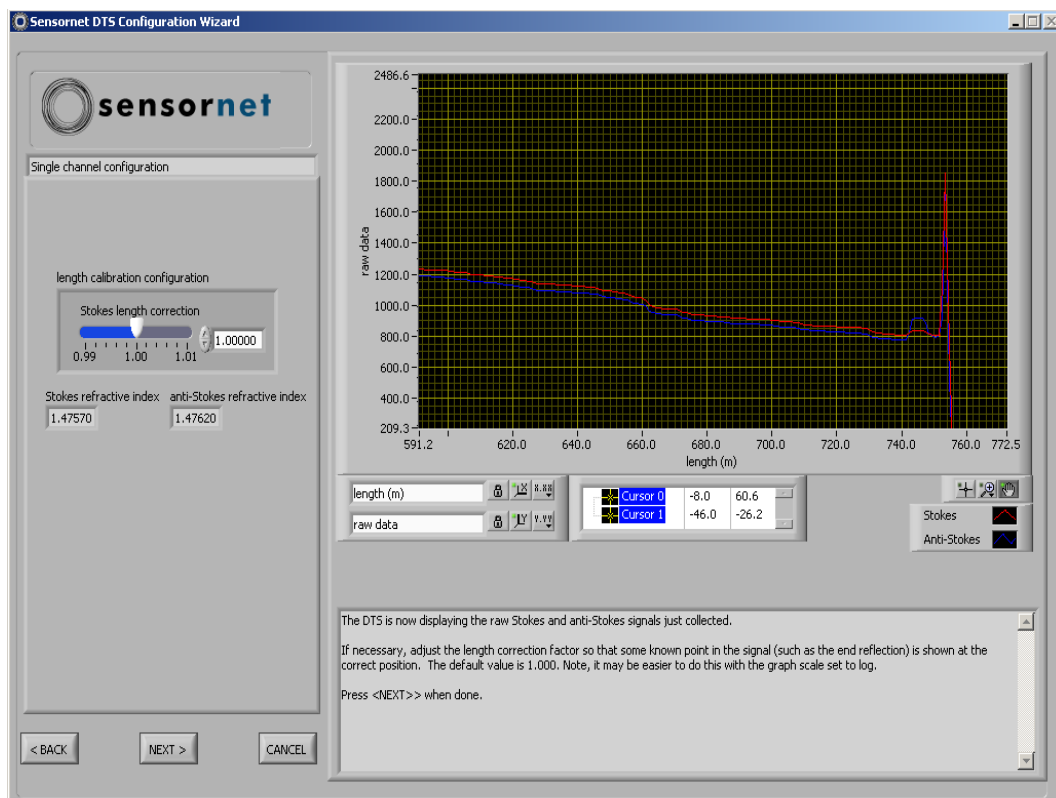 Sensornet DTS Configuration Wizard
sensornet
Single channel configuration
length calibration configuration
Stokes length correction
0.99 1.00 1.01
1.00000
Stokes refractive index anti-Stokes refractive index
1.47570 1.47620
< BACK NEXT > CANCEL
raw data
2486.6
2200.0
2000.0
1800.0
1600.0
1400.0
1200.0
1000.0
800.0
600.0
400.0
209.3
591.2 620.0 640.0 660.0 680.0 700.0 720.0 740.0 760.0 772.5
length (m)
length (m) X X.XX
raw data Y Y.YY
Cursor 0 -8.0 60.6
Cursor 1 -46.0 -26.2
Stokes
Anti-Stokes
The DTS is now displaying the raw Stokes and anti-Stokes signals just collected.
If necessary, adjust the length correction factor so that some known point in the signal (such as the end reflection) is shown at the
correct position. The default value is 1.000. Note, it may be easier to do this with the graph scale set to log.
Press <NEXT>> when done.